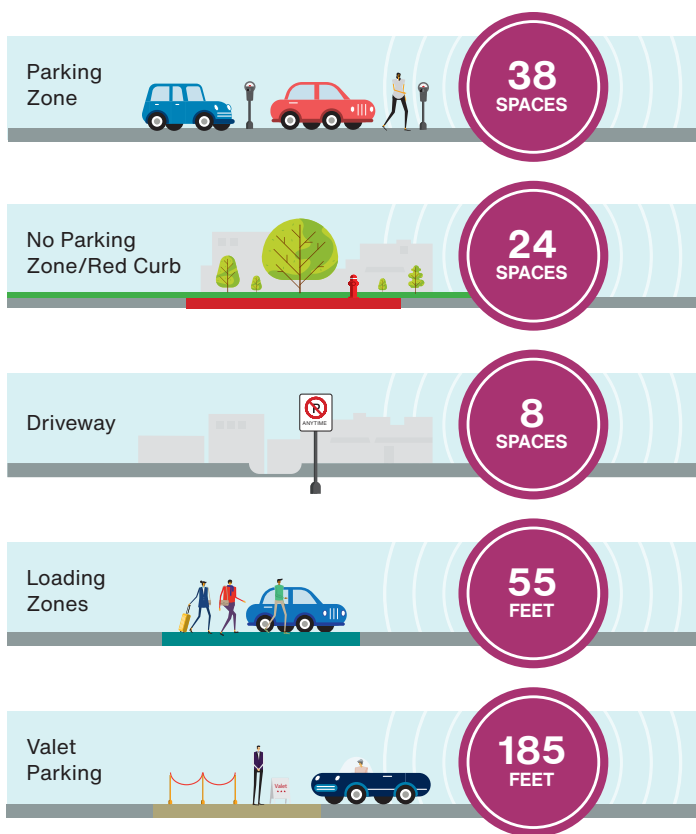 Parking
Zone
38
SPACES
No Parking
Zone/Red Curb
24
SPACES
Driveway
P
ANYTIME
8
SPACES
Loading
Zones
55
FEET
Valet
Parking
Valet
185
FEET